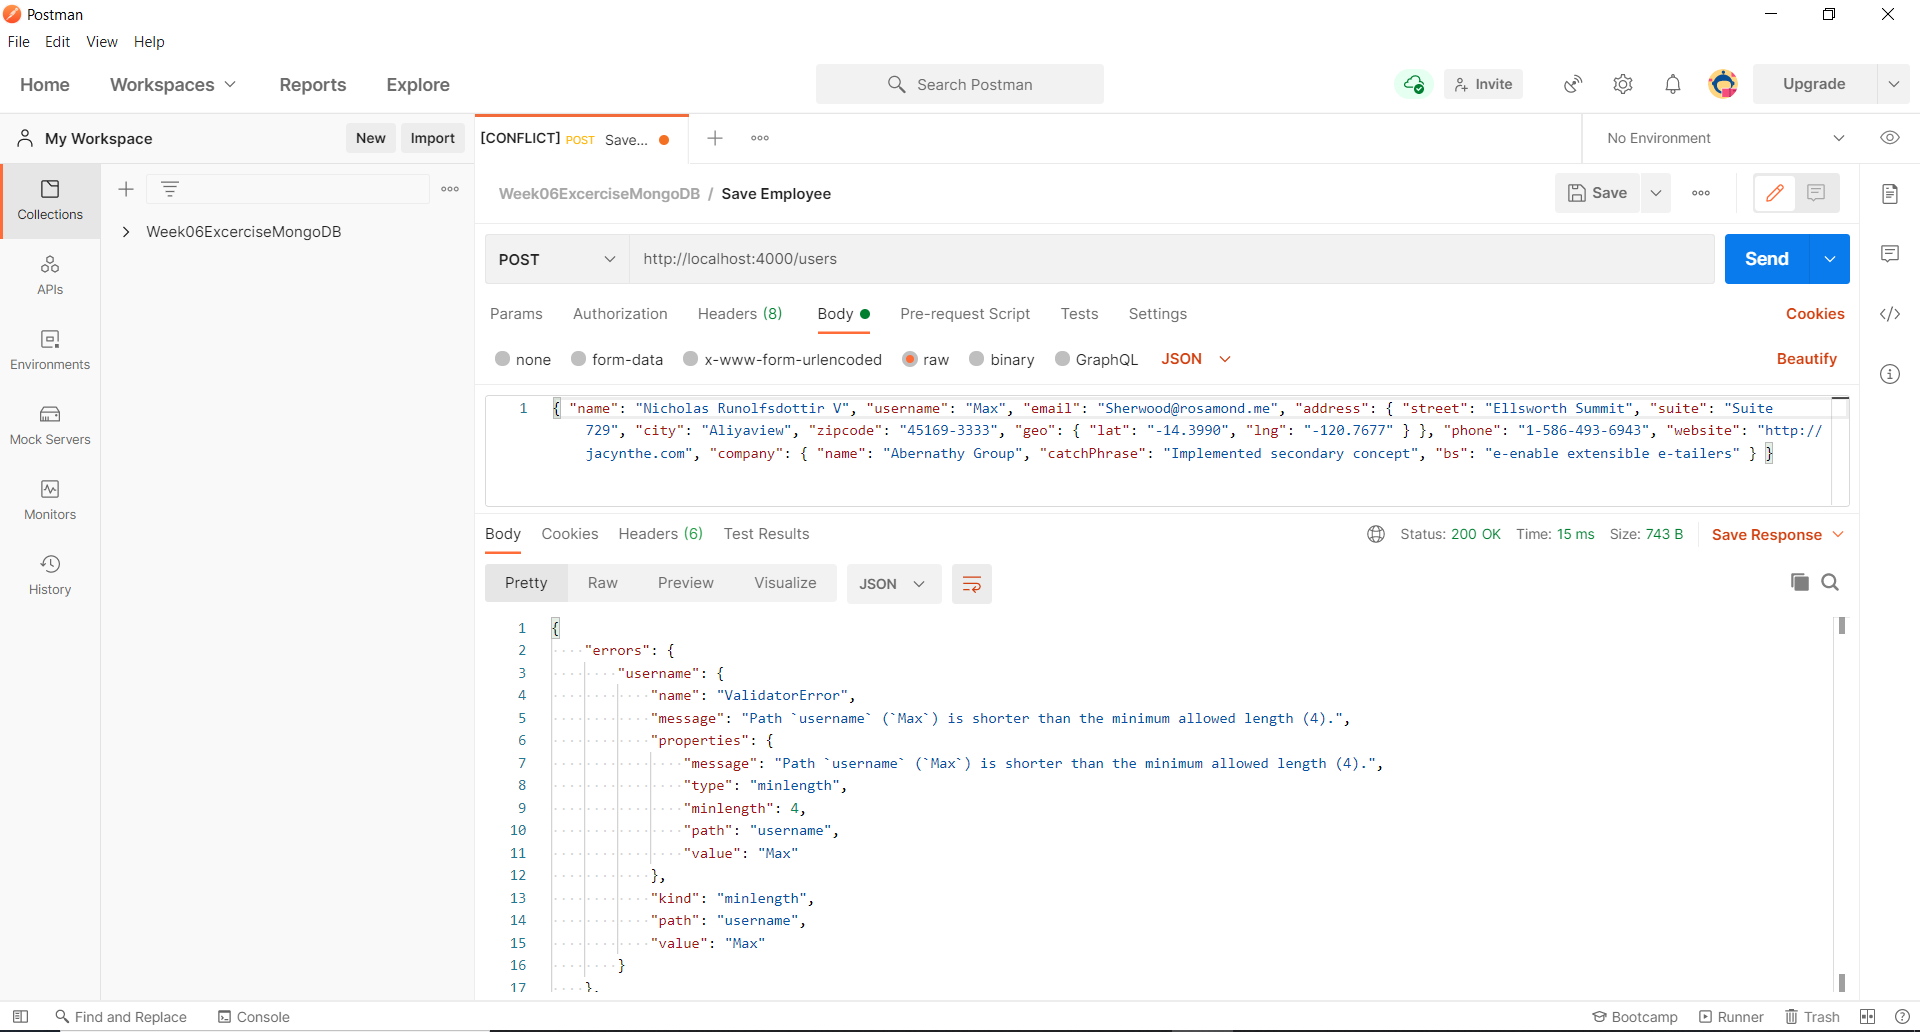 Postman
File Edit View Help
Home Workspaces Reports Explore Search Postman Invite Upgrade
My Workspace New Import [CONFLICT] POST Save... No Environment
Collections
APIs
Environments
Mock Servers
Monitors
History
Week06ExcerciseMongoDB
Week06ExcerciseMongoDB / Save Employee Save
POST http://localhost:4000/users Send
Params Authorization Headers (8) Body Pre-request Script Tests Settings Cookies
none form-data x-www-form-urlencoded raw binary GraphQL JSON Beautify
1 { "name": "Nicholas Runolfsdottir V", "username": "Max", "email": "Sherwood@rosamond.me", "address": { "street": "Ellsworth Summit", "suite": "Suite
729", "city": "Aliyaview", "zipcode": "45169-3333", "geo": { "lat": "-14.3990", "lng": "-120.7677" } }, "phone": "1-586-493-6943", "website": "http://
jacynthe.com", "company": { "name": "Abernathy Group", "catchPhrase": "Implemented secondary concept", "bs": "e-enable extensible e-tailers" } }
Body Cookies Headers (6) Test Results Status: 200 OK Time: 15 ms Size: 743 B Save Response
Pretty Raw Preview Visualize JSON
1 {
2 "errors": {
3 "username": {
4 "name": "ValidatorError",
5 "message": "Path `username` (`Max`) is shorter than the minimum allowed length (4).",
6 "properties": {
7 "message": "Path `username` (`Max`) is shorter than the minimum allowed length (4).",
8 "type": "minlength",
9 "minlength": 4,
10 "path": "username",
11 "value": "Max"
12 },
13 "kind": "minlength",
14 "path": "username",
15 "value": "Max"
16 }
17 },
Find and Replace Console Bootcamp Runner Trash